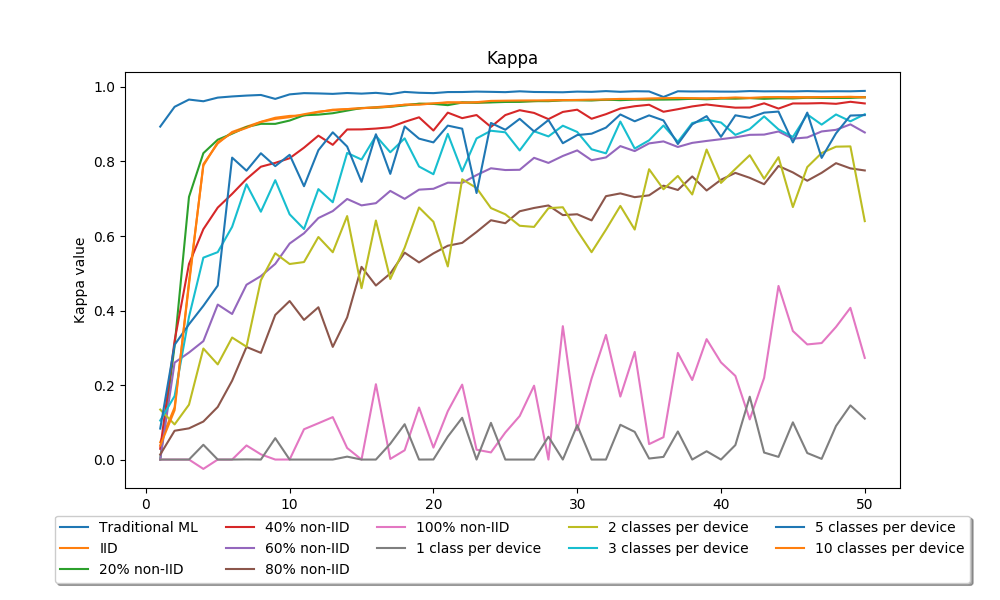 Kappa
1.0
0.8
0.6
0.4
0.2
0.0
Kappa value
0 10 20 30 40 50
Traditional ML 40% non-IID 100% non-IID 2 classes per device 5 classes per device
IID 60% non-IID 1 class per device 3 classes per device 10 classes per device
20% non-IID 80% non-IID